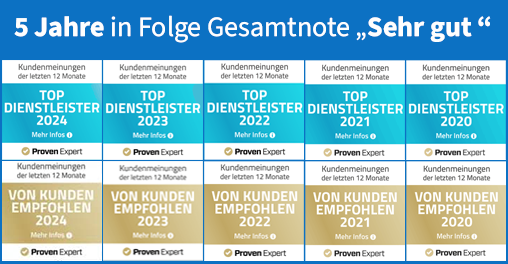 5 Jahre in Folge Gesamtnote „Sehr gut “
Kundenmeinungen
der letzten 12 Monate
TOP
DIENSTLEISTER
2024
Mehr Infos
Proven Expert
Kundenmeinungen
der letzten 12 Monate
TOP
DIENSTLEISTER
2023
Mehr Infos
Proven Expert
Kundenmeinungen
der letzten 12 Monate
TOP
DIENSTLEISTER
2022
Mehr Infos
Proven Expert
Kundenmeinungen
der letzten 12 Monate
TOP
DIENSTLEISTER
2021
Mehr Infos
Proven Expert
Kundenmeinungen
der letzten 12 Monate
TOP
DIENSTLEISTER
2020
Mehr Infos
Proven Expert
Kundenmeinungen
der letzten 12 Monate
VON KUNDEN
EMPFOHLEN
2024
Mehr Infos
Proven Expert
Kundenmeinungen
der letzten 12 Monate
VON KUNDEN
EMPFOHLEN
2023
Mehr Infos
Proven Expert
Kundenmeinungen
der letzten 12 Monate
VON KUNDEN
EMPFOHLEN
2022
Mehr Infos
Proven Expert
Kundenmeinungen
der letzten 12 Monate
VON KUNDEN
EMPFOHLEN
2021
Mehr Infos
Proven Expert
Kundenmeinungen
der letzten 12 Monate
VON KUNDEN
EMPFOHLEN
2020
Mehr Infos
Proven Expert